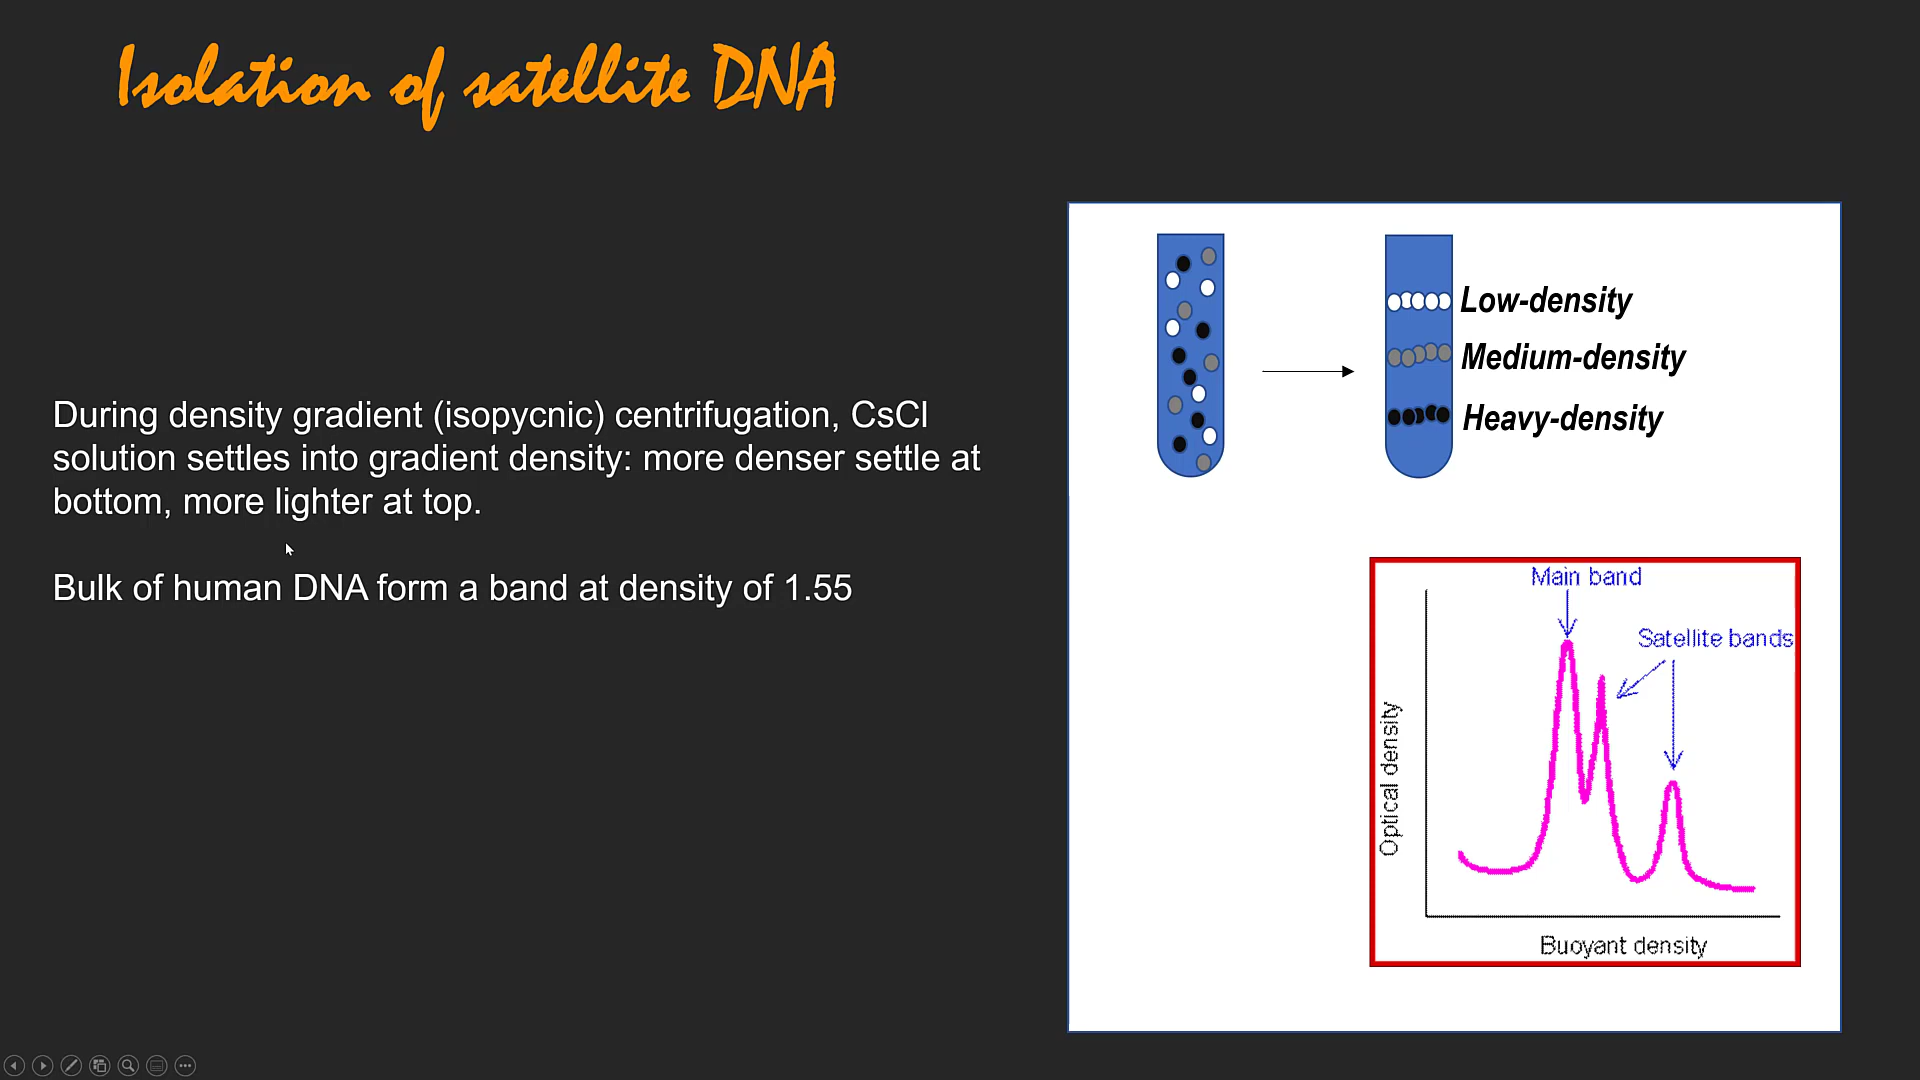 Isolation of satellite DNA
During density gradient (isopycnic) centrifugation, CsCl
solution settles into gradient density: more denser settle at
bottom, more lighter at top.
Bulk of human DNA form a band at density of 1.55
Low-density
Medium-density
Heavy-density
Main band
Satellite bands
Optical density
Buoyant density